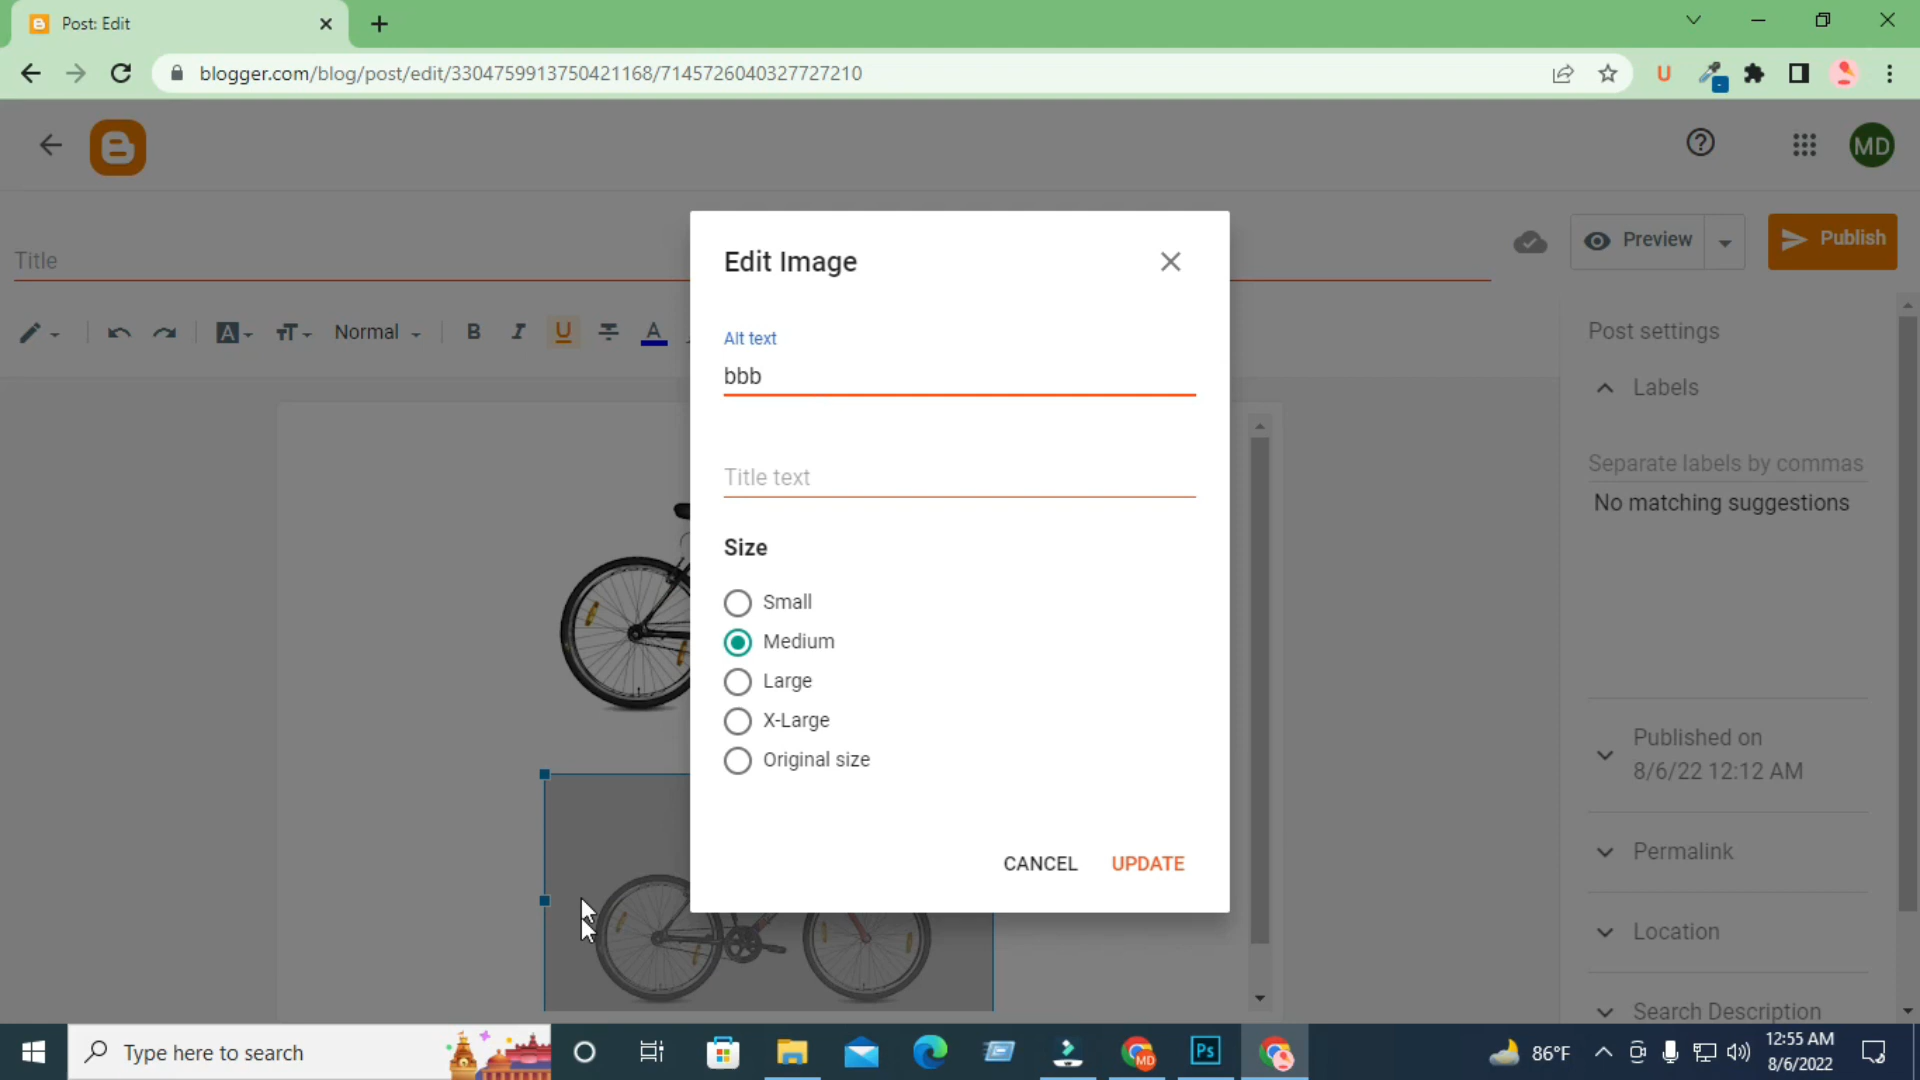 Post: Edit
blogger.com/blog/post/edit/3304759913750421168/7145726040327727210
MD
Title
Preview
Publish
Normal
B
I
U
A
Edit Image
Alt text
bbb
Title text
Size
Small
Medium
Large
X-Large
Original size
CANCEL
UPDATE
Post settings
Labels
Separate labels by commas
No matching suggestions
Published on
8/6/22 12:12 AM
Permalink
Location
Search Description
Type here to search
MD
Ps
86°F
12:55 AM
8/6/2022